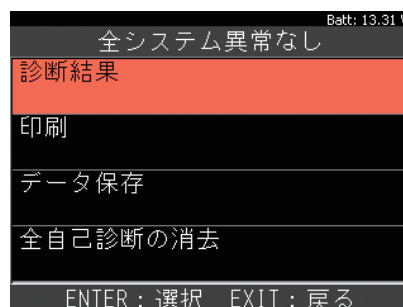 Batt: 13.31 V
全システム異常なし
診断結果
印刷
データ保存
全自己診断の消去
ENTER：選択　EXIT：戻る